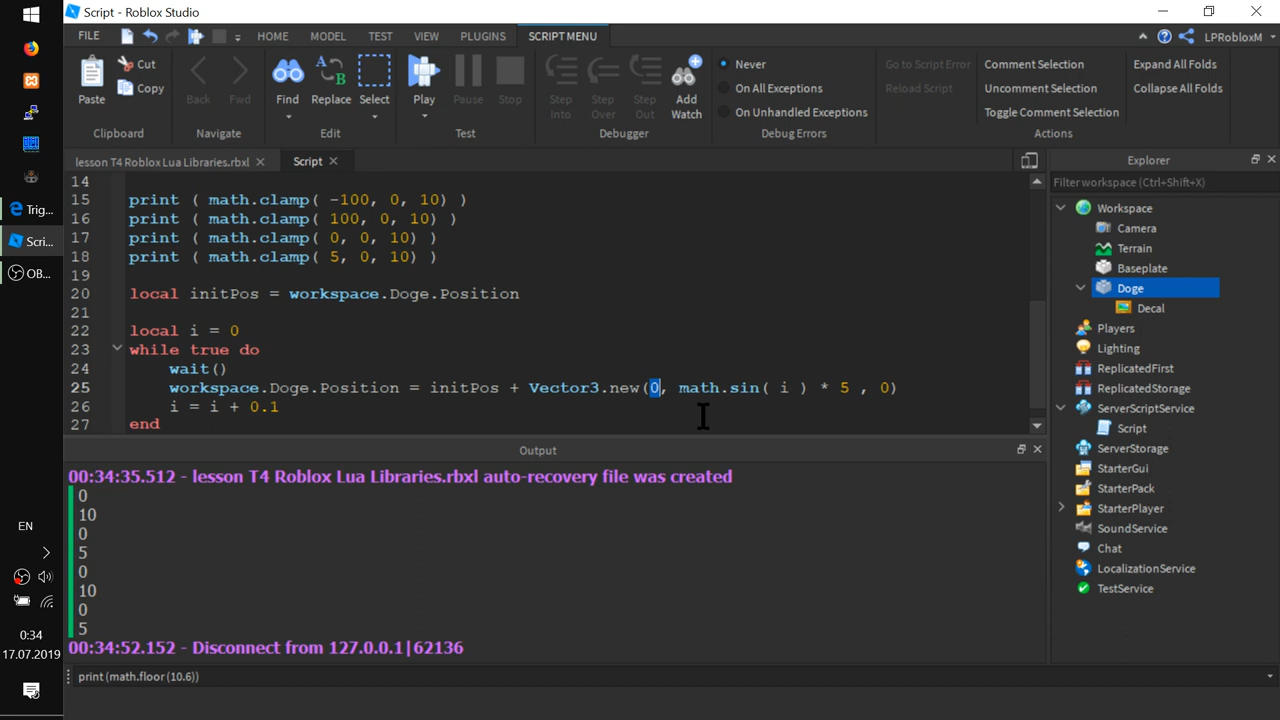 Script - Roblox Studio
FILE HOME MODEL TEST VIEW PLUGINS SCRIPT MENU LPRobloxM
Paste Cut Copy Clipboard
Back Fwd Navigate
Find Replace Select Edit
Play Pause Stop Test
Step Into Step Over Step Out Add Watch Debugger
Never
On All Exceptions
On Unhandled Exceptions
Debug Errors
Go to Script Error
Reload Script
Comment Selection
Uncomment Selection
Toggle Comment Selection
Expand All Folds
Collapse All Folds
Actions
lesson T4 Roblox Lua Libraries.rbxl Script
14
15 print ( math.clamp( -100, 0, 10) )
16 print ( math.clamp( 100, 0, 10) )
17 print ( math.clamp( 0, 0, 10) )
18 print ( math.clamp( 5, 0, 10) )
19
20 local initPos = workspace.Doge.Position
21
22 local i = 0
23 while true do
24 wait()
25 workspace.Doge.Position = initPos + Vector3.new(0, math.sin( i ) * 5 , 0)
26 i = i + 0.1
27 end
Output
00:34:35.512 - lesson T4 Roblox Lua Libraries.rbxl auto-recovery file was created
0
10
0
5
0
10
0
5
00:34:52.152 - Disconnect from 127.0.0.1|62136
print (math.floor (10.6))
Explorer
Filter workspace (Ctrl+Shift+X)
Workspace
Camera
Terrain
Baseplate
Doge
Decal
Players
Lighting
ReplicatedFirst
ReplicatedStorage
ServerScriptService
Script
ServerStorage
StarterGui
StarterPack
StarterPlayer
SoundService
Chat
LocalizationService
TestService
Trig...
Scri...
OB...
EN
0:34
17.07.2019